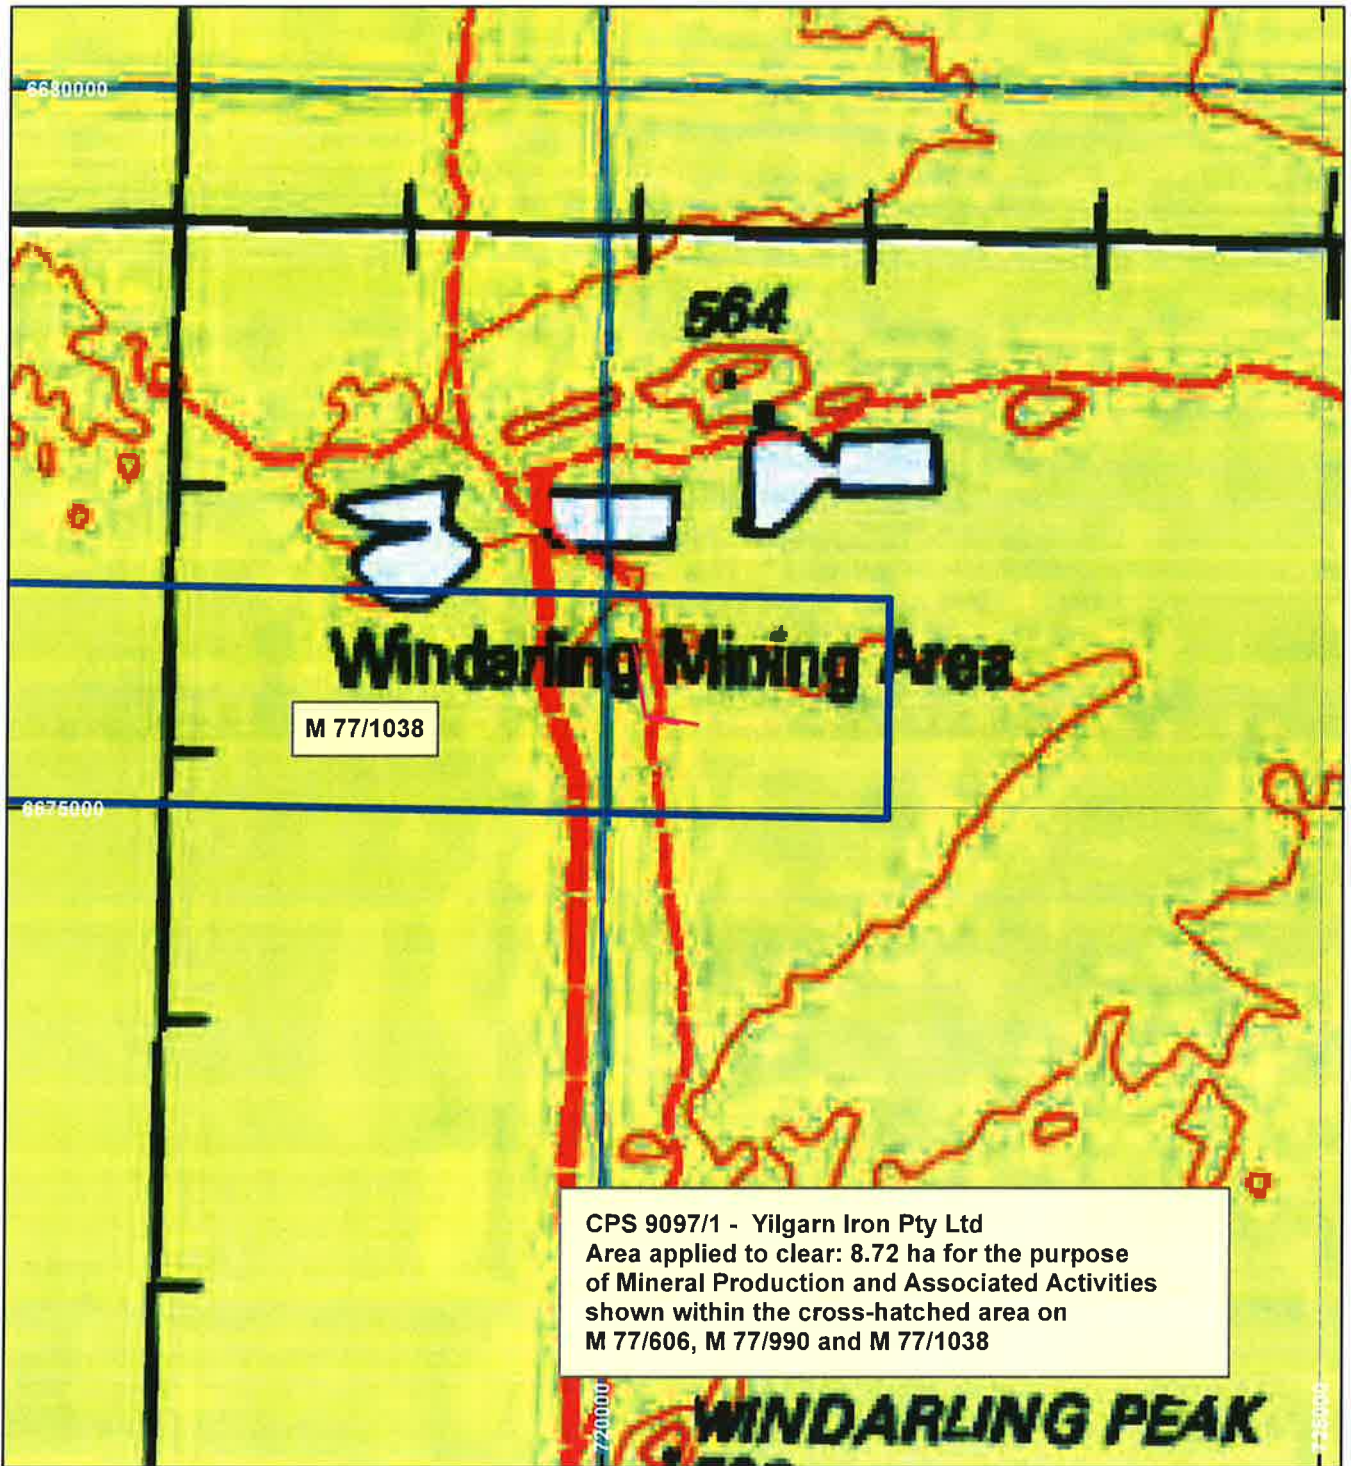 6680000
564
Windarling Mining Area
M 77/1038
6675000
CPS 9097/1 - Yilgarn Iron Pty Ltd
Area applied to clear: 8.72 ha for the purpose
of Mineral Production and Associated Activities
shown within the cross-hatched area on
M 77/606, M 77/990 and M 77/1038
720000
725000
WINDARLING PEAK